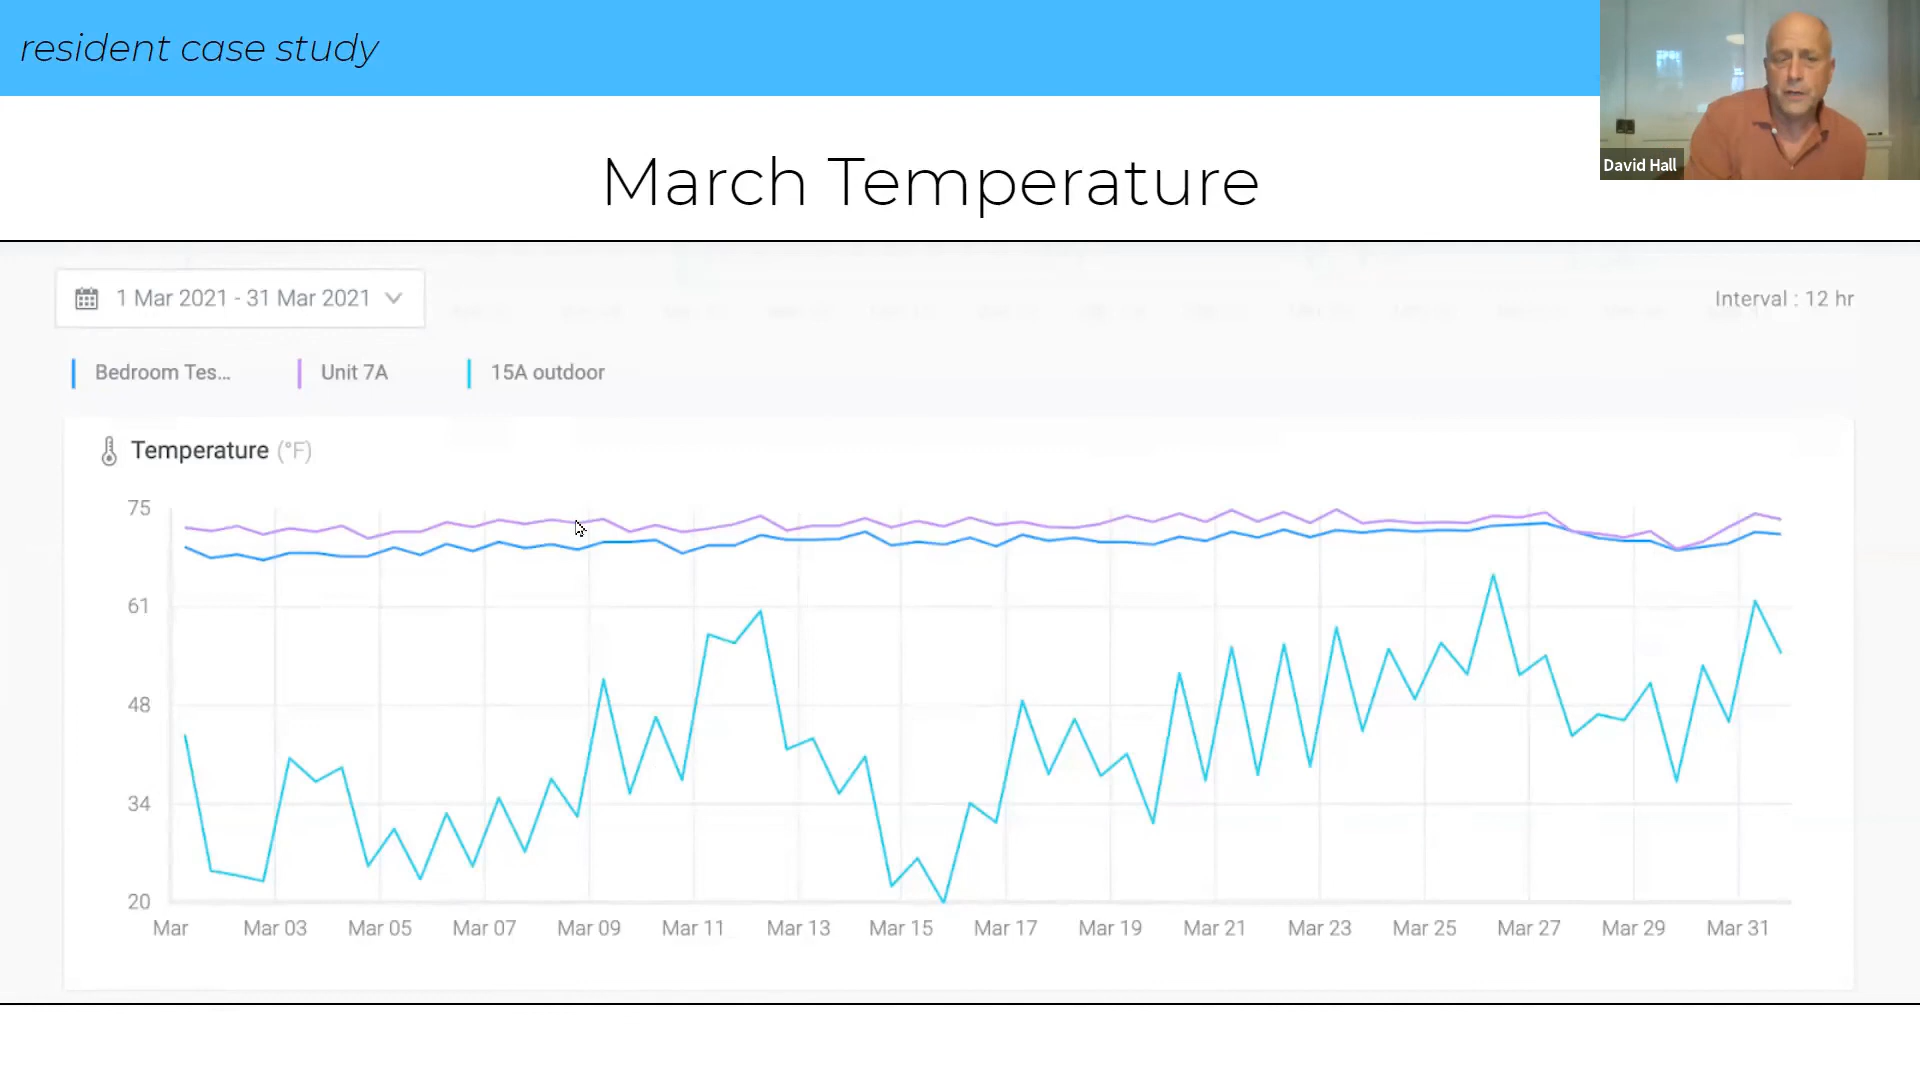 resident case study
David Hall
March Temperature
1 Mar 2021 - 31 Mar 2021
Interval : 12 hr
Bedroom Tes...
Unit 7A
15A outdoor
Temperature (°F)
75
61
48
34
20
Mar Mar 03 Mar 05 Mar 07 Mar 09 Mar 11 Mar 13 Mar 15 Mar 17 Mar 19 Mar 21 Mar 23 Mar 25 Mar 27 Mar 29 Mar 31